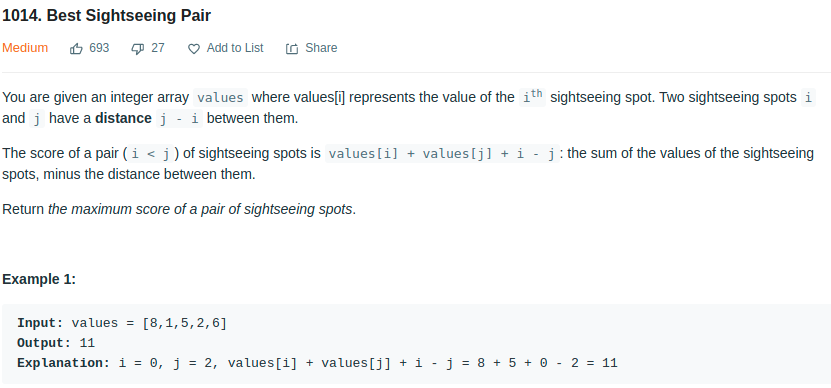 1014. Best Sightseeing Pair
Medium 693 27 Add to List Share
You are given an integer array values where values[i] represents the value of the ith sightseeing spot. Two sightseeing spots i
and j have a distance j - i between them.
The score of a pair ( i < j ) of sightseeing spots is values[i] + values[j] + i - j : the sum of the values of the sightseeing
spots, minus the distance between them.
Return the maximum score of a pair of sightseeing spots.
Example 1:
Input: values = [8,1,5,2,6]
Output: 11
Explanation: i = 0, j = 2, values[i] + values[j] + i - j = 8 + 5 + 0 - 2 = 11